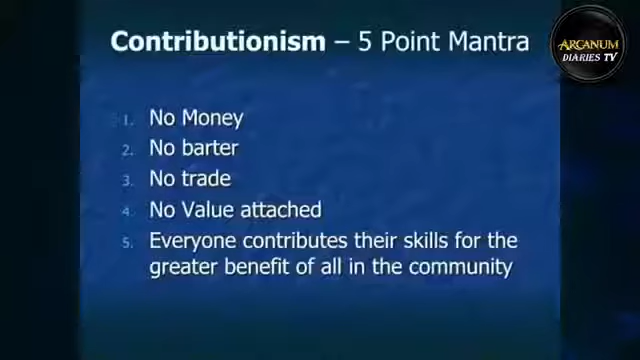 Contributionism – 5 Point Mantra
ARCANUM
DIARIES TV
1. No Money
2. No barter
3. No trade
4. No Value attached
5. Everyone contributes their skills for the
greater benefit of all in the community